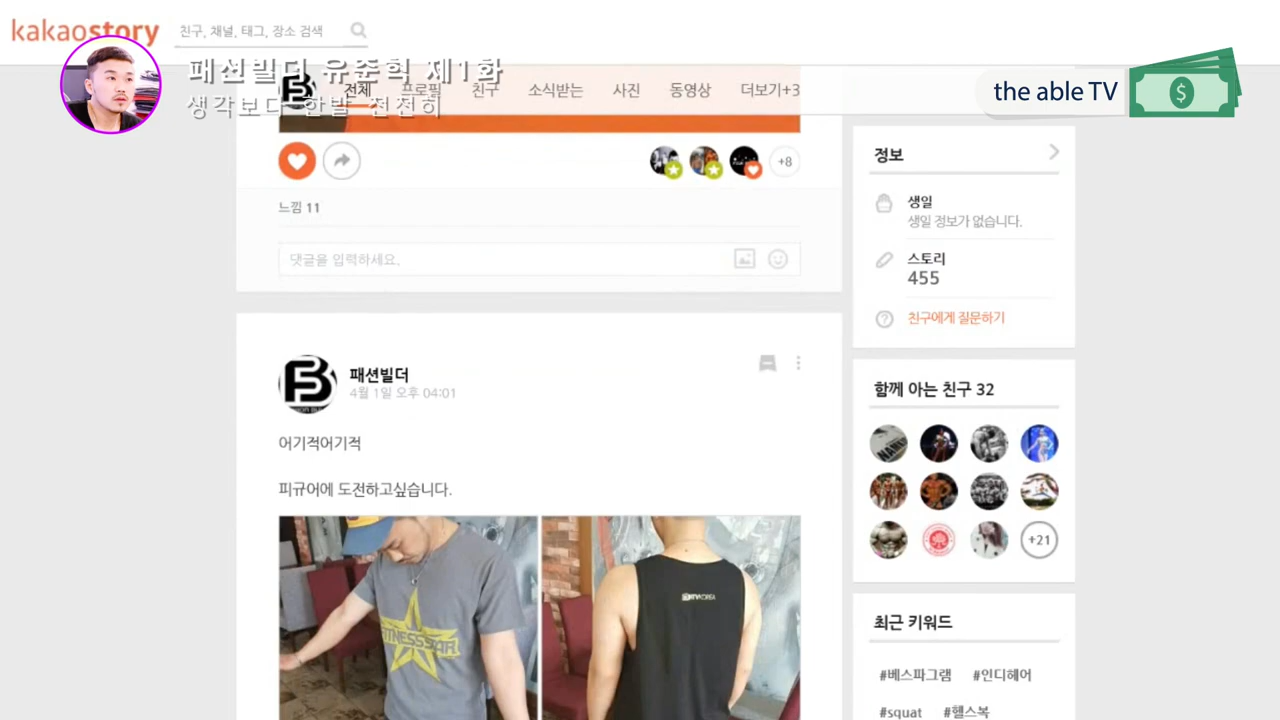 kakaostory
친구, 채널, 태그, 장소 검색
패션빌더 유준혁 제1화
생각보다 한발 천천히
전체 프로필 친구 소식받는 사진 동영상 더보기+3
the able TV
+8
느낌 11
댓글을 입력하세요.
패션빌더
4월 1일 오후 04:01
어기적어기적
피규어에 도전하고싶습니다.
FITNESSSTAR
정보
생일
생일 정보가 없습니다.
스토리
455
친구에게 질문하기
함께 아는 친구 32
+21
최근 키워드
#베스파그램 #인디헤어
#squat #헬스복